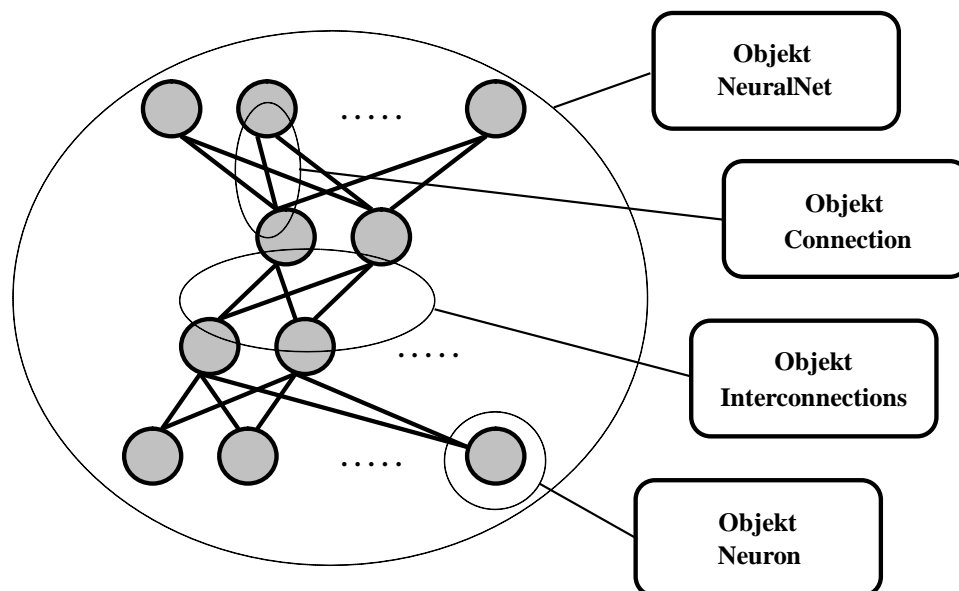 Objekt
NeuralNet
.....
Objekt
Connection
.....
Objekt
Interconnections
.....
Objekt
Neuron